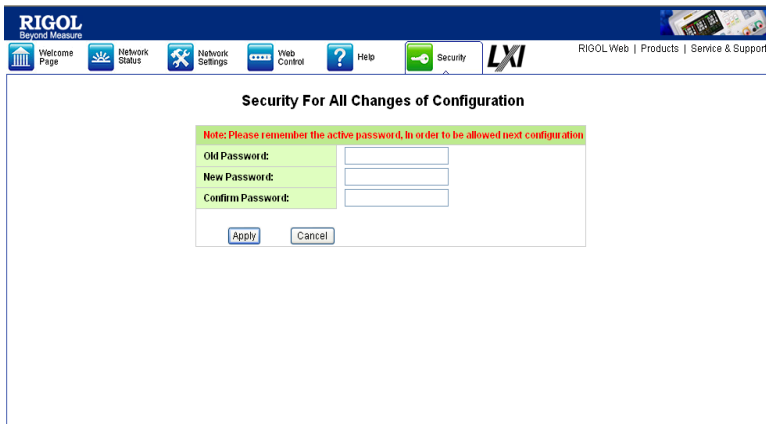 RIGOL
Beyond Measure
Welcome Page
Network Status
Network Settings
Web Control
Help
Security
LXI
RIGOL Web | Products | Service & Support
Security For All Changes of Configuration
Note: Please remember the active password, In order to be allowed next configuration
Old Password:
New Password:
Confirm Password:
Apply
Cancel